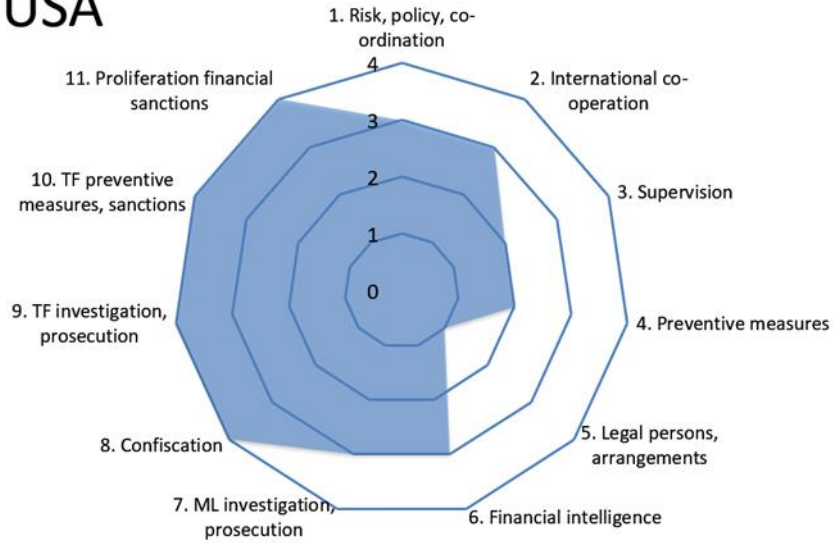 USA
1. Risk, policy, co-
ordination
2. International co-
operation
3. Supervision
4. Preventive measures
5. Legal persons,
arrangements
6. Financial intelligence
7. ML investigation,
prosecution
8. Confiscation
9. TF investigation,
prosecution
10. TF preventive
measures, sanctions
11. Proliferation financial
sanctions
4
3
2
1
0